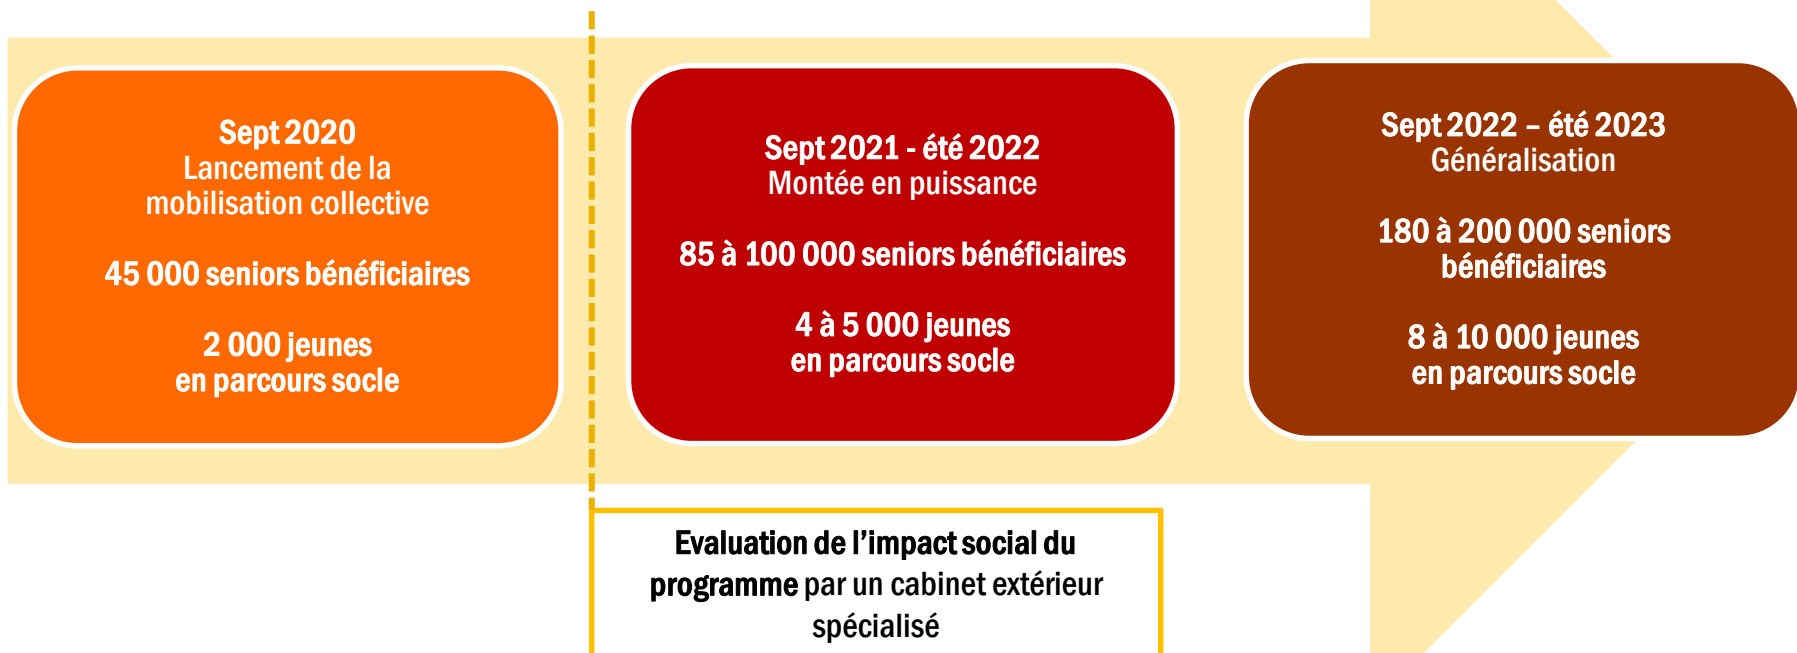 Sept 2020
Lancement de la
mobilisation collective
45 000 seniors bénéficiaires
2 000 jeunes
en parcours socle
Sept 2021 - été 2022
Montée en puissance
85 à 100 000 seniors bénéficiaires
4 à 5 000 jeunes
en parcours socle
Sept 2022 – été 2023
Généralisation
180 à 200 000 seniors
bénéficiaires
8 à 10 000 jeunes
en parcours socle
Evaluation de l’impact social du
programme par un cabinet extérieur
spécialisé